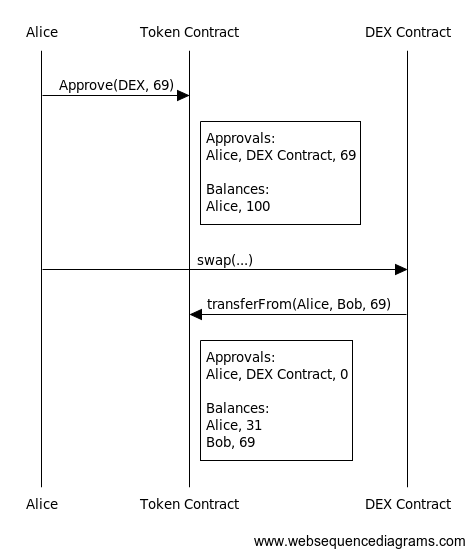 Alice Token Contract DEX Contract
Approve(DEX, 69)
Approvals:
Alice, DEX Contract, 69
Balances:
Alice, 100
swap(...)
transferFrom(Alice, Bob, 69)
Approvals:
Alice, DEX Contract, 0
Balances:
Alice, 31
Bob, 69
Alice Token Contract DEX Contract
www.websequencediagrams.com